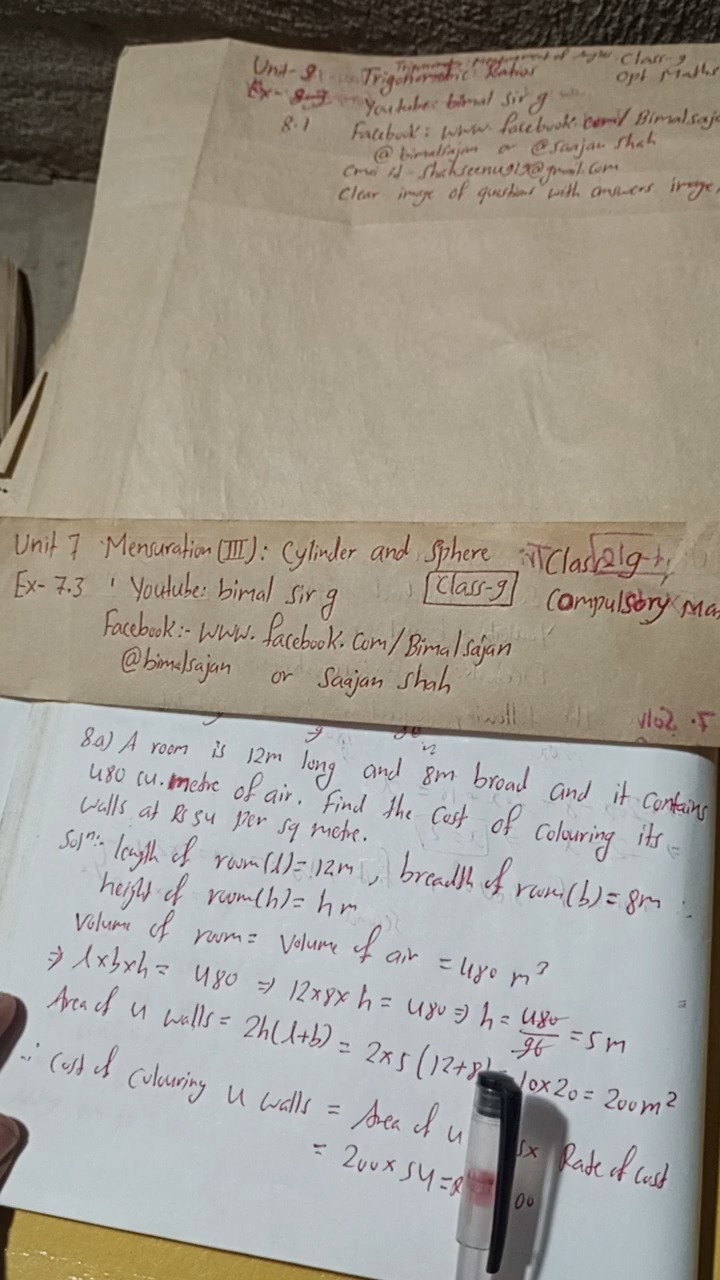 Unit- 8 Trigonometric Ratios Class-9
Opt Maths
Ex- 8.3 Youtube: bimal sir g
8.1 Facebook: www. facebook. com/ Bimalsaj
@bimalsajan or @saajan shah
Clear image of questions with answers image
Unit 7 Mensuration (III): Cylinder and Sphere
Ex- 7.3 Youtube: bimal sir g Class-9 Compulsory Ma
Facebook:- www. facebook. Com/Bimalsajan
@bimalsajan or Saajan shah
7. Solⁿ
8.a) A room is 12m long and 8m broad and it contains
480 cu. metre of air. Find the cost of colouring its
walls at Rs 54 per sq metre.
Solⁿ:- length of room(l) = 12m, breadth of room(b) = 8m
height of room(h) = h m
Volume of room = Volume of air = 480 m³
⇒ l×b×h = 480 ⇒ 12×8×h = 480 ⇒ h = 480/96 = 5m
Area of 4 walls = 2h(l+b) = 2×5(12+8) = 10×20 = 200m²
∴ Cost of colouring 4 walls = Area of 4 Rate of cost
= 200×54 =